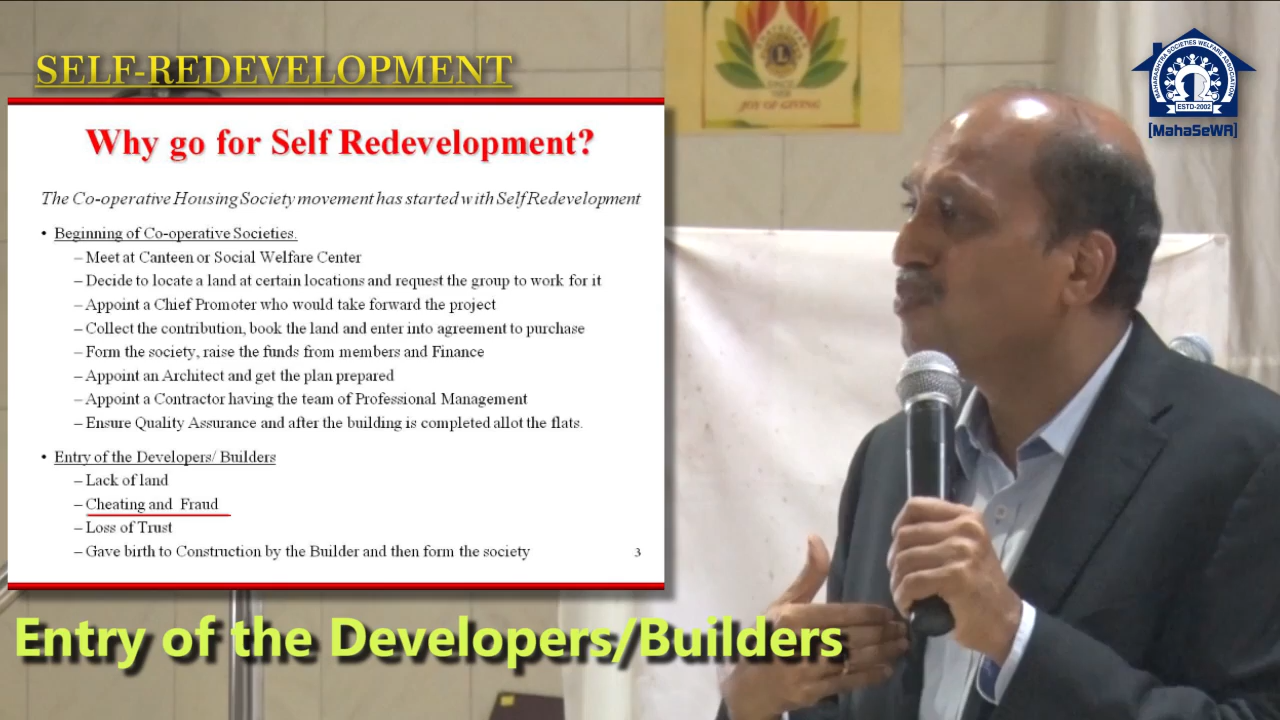 SELF-REDEVELOPMENT
Why go for Self Redevelopment?
The Co-operative Housing Society movement has started with Self Redevelopment
• Beginning of Co-operative Societies.
– Meet at Canteen or Social Welfare Center
– Decide to locate a land at certain locations and request the group to work for it
– Appoint a Chief Promoter who would take forward the project
– Collect the contribution, book the land and enter into agreement to purchase
– Form the society, raise the funds from members and Finance
– Appoint an Architect and get the plan prepared
– Appoint a Contractor having the team of Professional Management
– Ensure Quality Assurance and after the building is completed allot the flats.
• Entry of the Developers/ Builders
– Lack of land
– Cheating and Fraud
– Loss of Trust
– Gave birth to Construction by the Builder and then form the society
3
Entry of the Developers/Builders
JOY OF GIVING
MAHARASHTRA SOCIETIES WELFARE ASSOCIATION
ESTD-2002
[MahaSeWA]